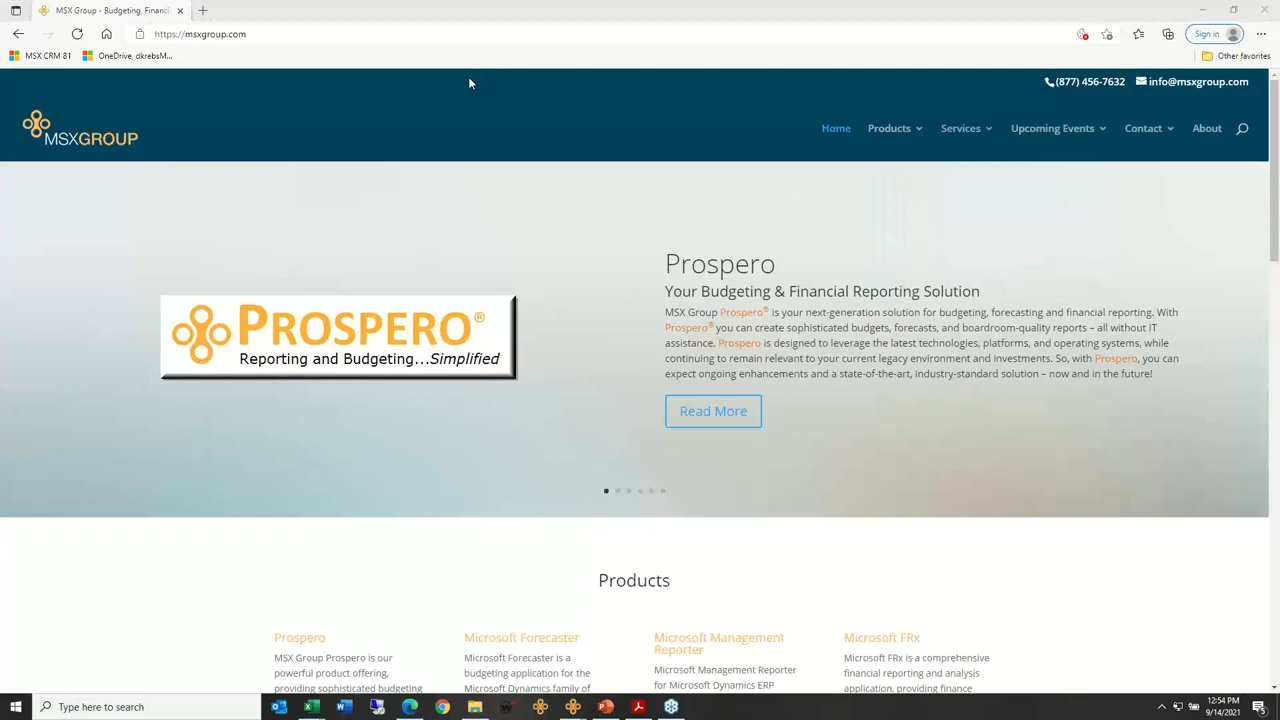 MSX Group - Budgeting, Financi
https://msxgroup.com
Sign in
MSX CRM 81
OneDrive, dkrebsM...
Other favorites
(877) 456-7632
info@msxgroup.com
MSXGROUP
Home
Products
Services
Upcoming Events
Contact
About
Prospero
Your Budgeting & Financial Reporting Solution
MSX Group Prospero® is your next-generation solution for budgeting, forecasting and financial reporting. With
Prospero® you can create sophisticated budgets, forecasts, and boardroom-quality reports – all without IT
assistance. Prospero is designed to leverage the latest technologies, platforms, and operating systems, while
continuing to remain relevant to your current legacy environment and investments. So, with Prospero, you can
expect ongoing enhancements and a state-of-the-art, industry-standard solution – now and in the future!
PROSPERO®
Reporting and Budgeting...Simplified
Read More
Products
Prospero
MSX Group Prospero is our
powerful product offering,
providing sophisticated budgeting
Microsoft Forecaster
Microsoft Forecaster is a
budgeting application for the
Microsoft Dynamics family of
Microsoft Management
Reporter
Microsoft Management Reporter
for Microsoft Dynamics ERP
Microsoft FRx
Microsoft FRx is a comprehensive
financial reporting and analysis
application, providing finance
Type here to search
12:54 PM
9/14/2021